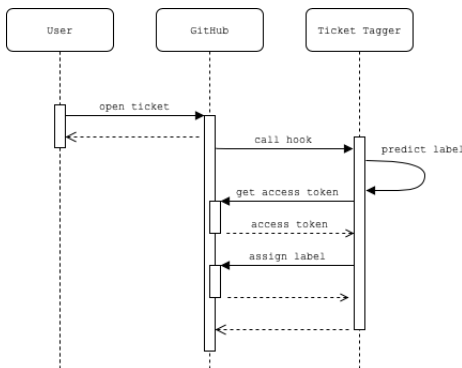 User
GitHub
Ticket Tagger
open ticket
call hook
predict label
get access token
access token
assign label